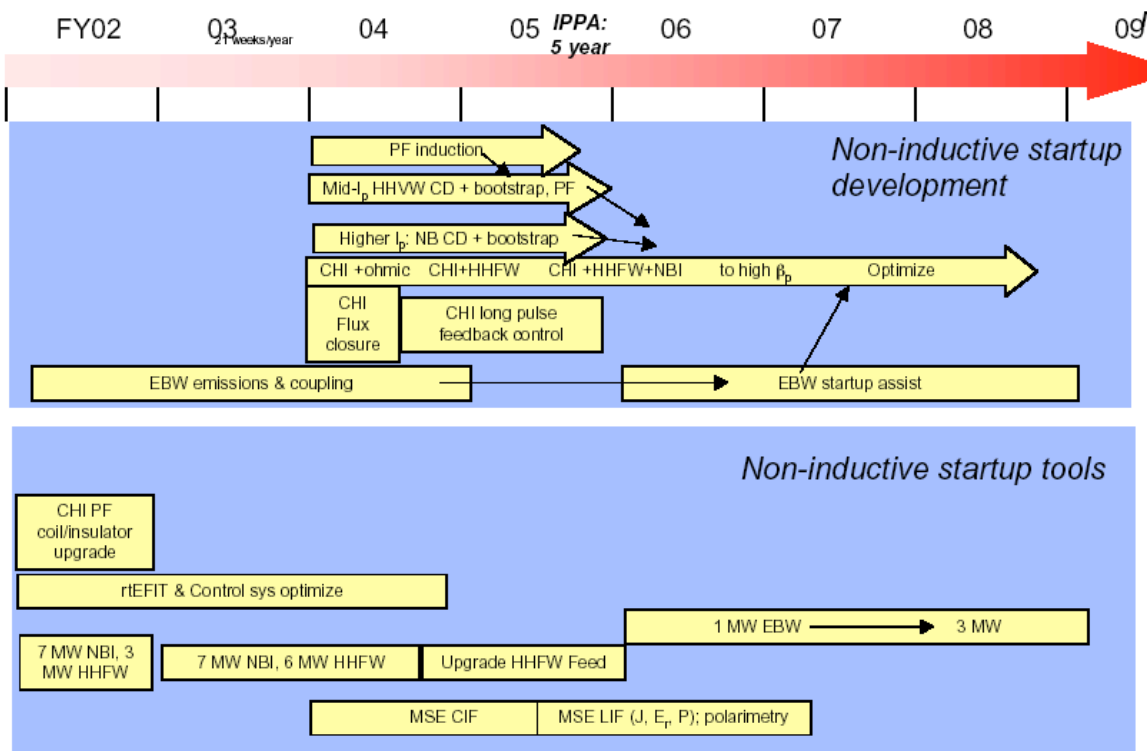 FY02 03 04 05 IPPA: 06 07 08 09
21 weeks/year 5 year
PF induction
Non-inductive startup
development
Mid-Ip HHVW CD + bootstrap, PF
Higher Ip: NB CD + bootstrap
CHI +ohmic CHI+HHFW CHI +HHFW+NBI to high βp Optimize
CHI
Flux
closure
CHI long pulse
feedback control
EBW emissions & coupling
EBW startup assist
Non-inductive startup tools
CHI PF
coil/insulator
upgrade
rtEFIT & Control sys optimize
1 MW EBW 3 MW
7 MW NBI, 3
MW HHFW
7 MW NBI, 6 MW HHFW
Upgrade HHFW Feed
MSE CIF
MSE LIF (J, Er, P); polarimetry